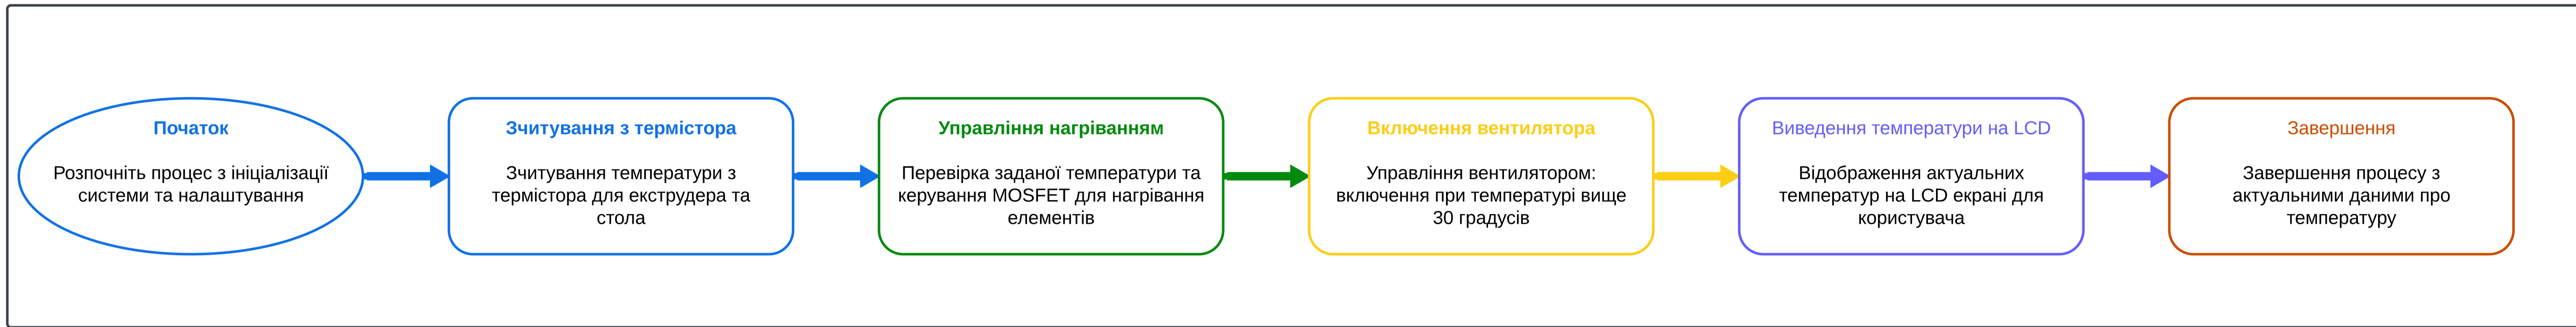 Початок
Розпочніть процес з ініціалізації
системи та налаштування
Зчитування з термістора
Зчитування температури з
термістора для екструдера та
стола
Управління нагріванням
Перевірка заданої температури та
керування MOSFET для нагрівання
елементів
Включення вентилятора
Управління вентилятором:
включення при температурі вище
30 градусів
Виведення температури на LCD
Відображення актуальних
температур на LCD екрані для
користувача
Завершення
Завершення процесу з
актуальними даними про
температуру